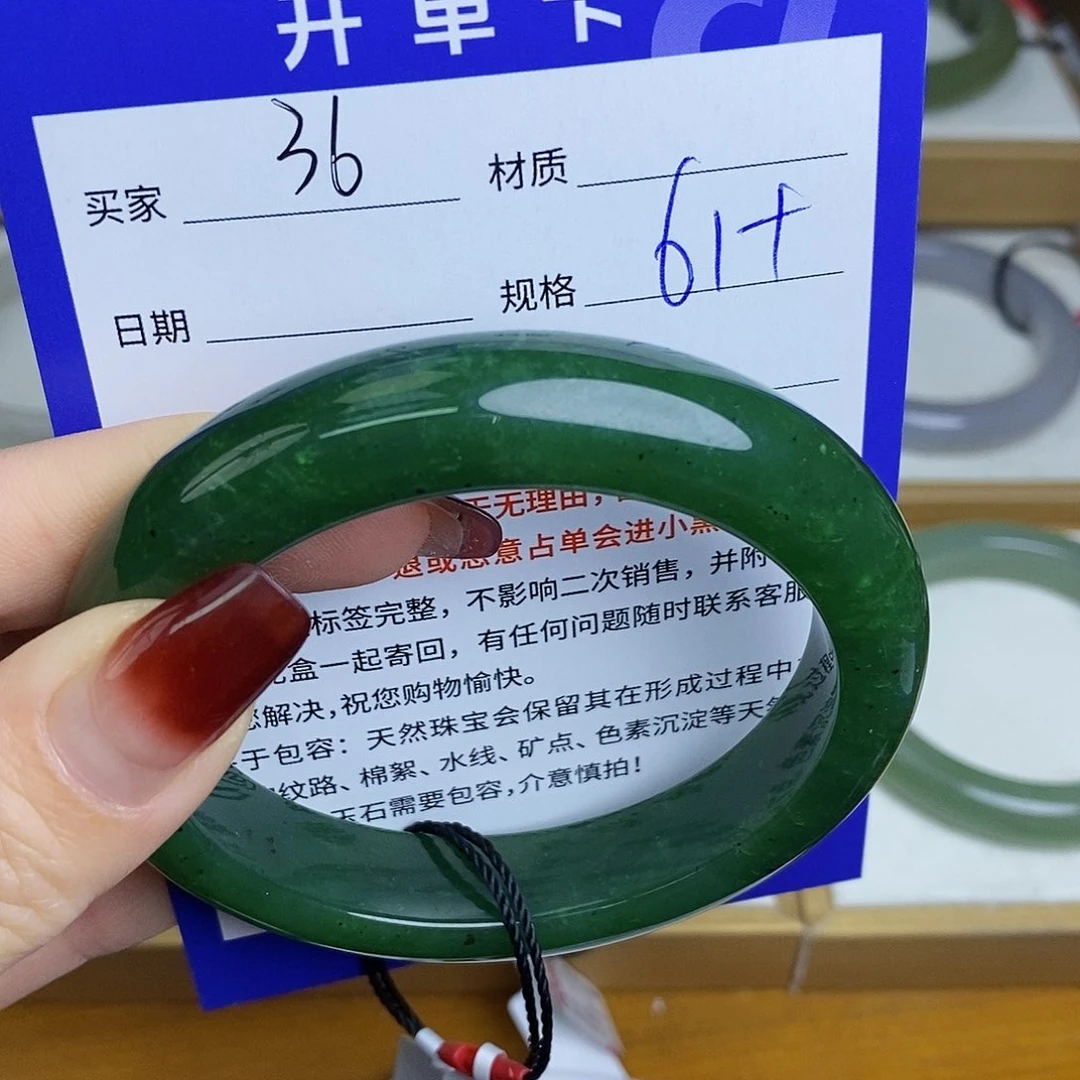 开单卡
买家 36 材质
日期 规格 61+
无理由，
退或恶意占单会进小黑
标签完整，不影响二次销售，并附
盒一起寄回，有任何问题随时联系客服
解决，祝您购物愉快。
于包容：天然珠宝会保留其在形成过程中
纹路、棉絮、水线、矿点、色素沉淀等天
玉石需要包容，介意慎拍！